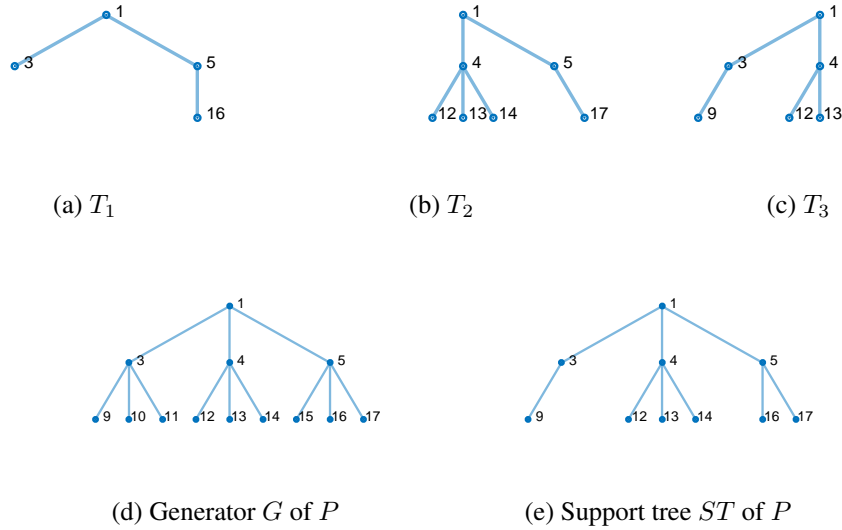 1 1 1
3 5 4 5 3 4
16 12 13 14 17 9 12 13
(a) T₁ (b) T₂ (c) T₃
1 1
3 4 5 3 4 5
9 10 11 12 13 14 15 16 17 9 12 13 14 16 17
(d) Generator G of P (e) Support tree ST of P